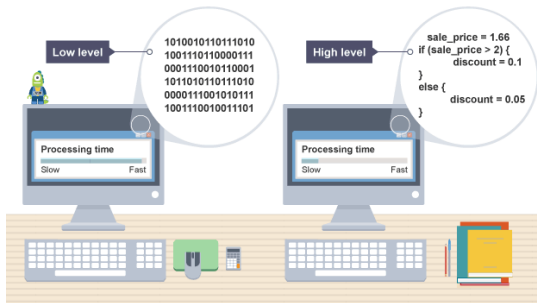 Low level
1010010110111010
1001110110000111
0001110010110001
1011010110111010
0000111001010111
1001110010011101
Processing time
Slow Fast
High level
sale_price = 1.66
if (sale_price > 2) {
discount = 0.1
}
else {
discount = 0.05
}
Processing time
Slow Fast